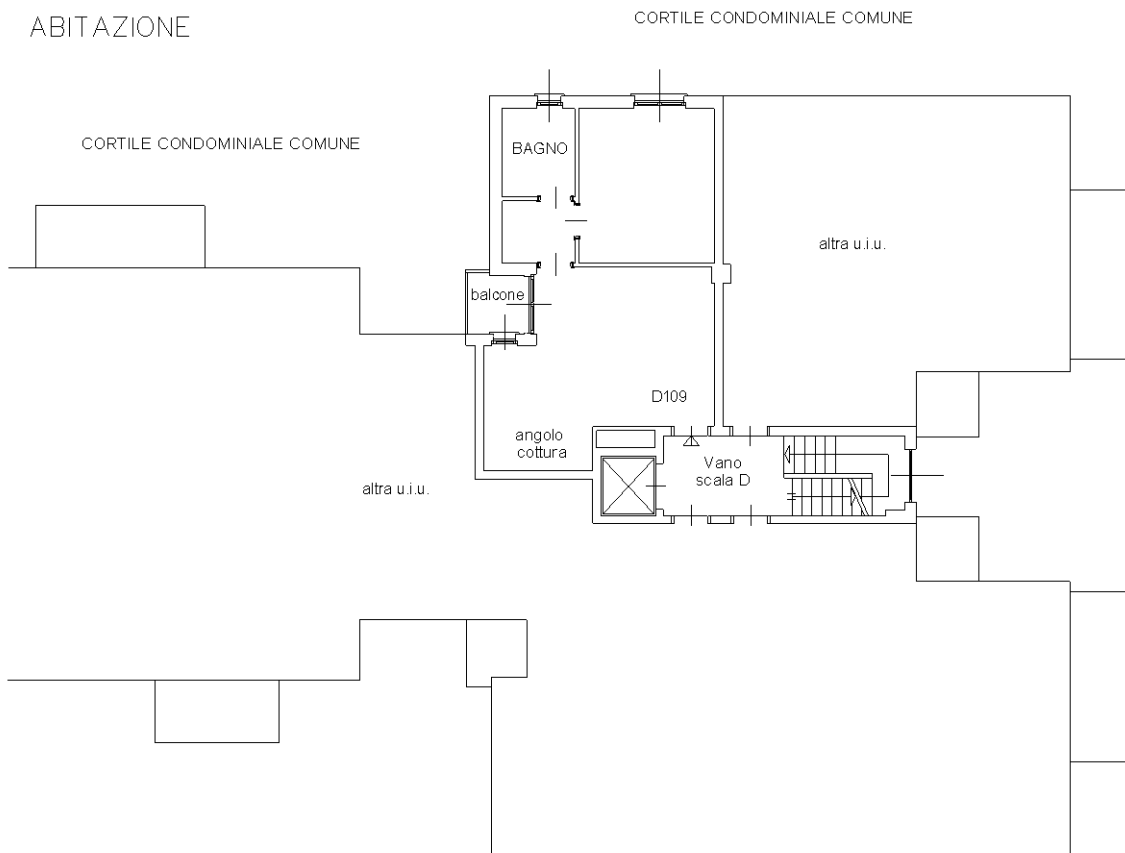 ABITAZIONE
CORTILE CONDOMINIALE COMUNE
CORTILE CONDOMINIALE COMUNE
BAGNO
altra u.i.u.
balcone
D109
angolo
cottura
Vano
scala D
altra u.i.u.